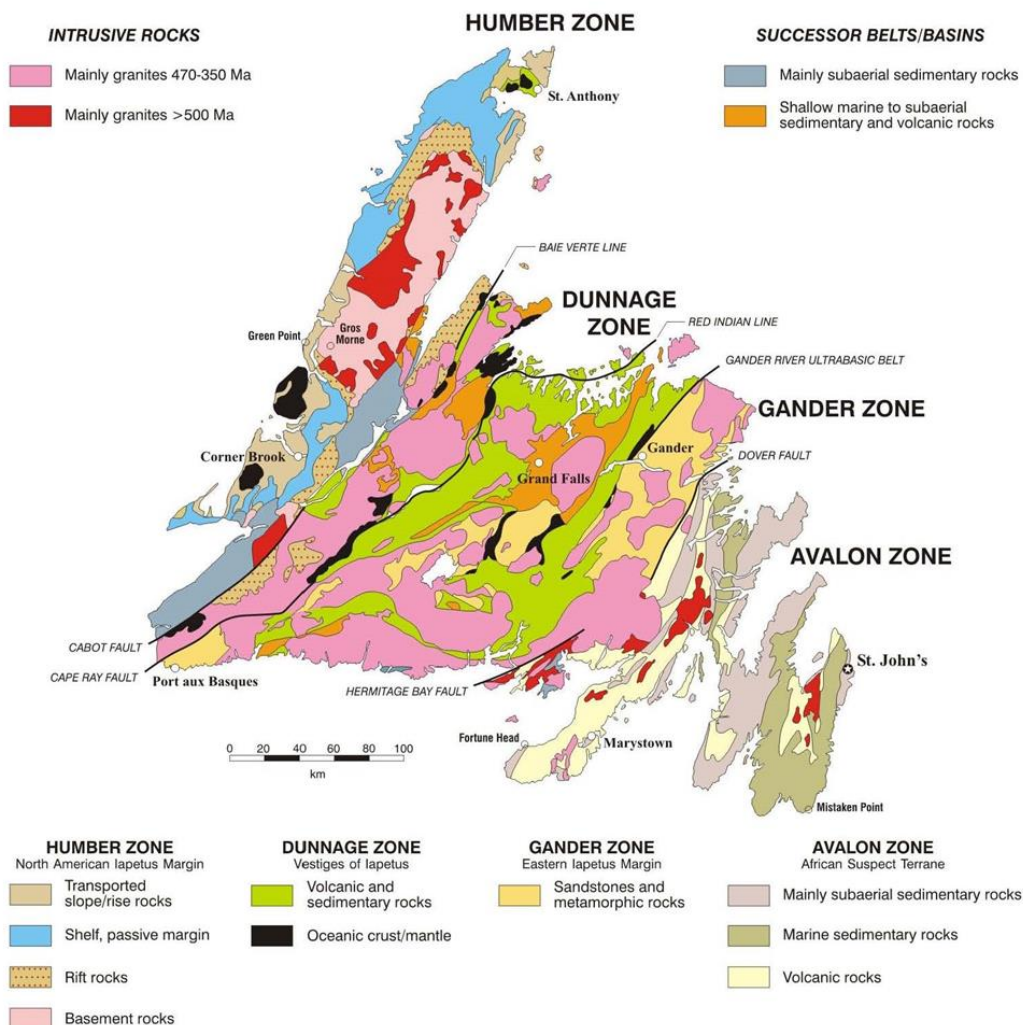 HUMBER ZONE
INTRUSIVE ROCKS
Mainly granites 470-350 Ma
Mainly granites >500 Ma
SUCCESSOR BELTS/BASINS
Mainly subaerial sedimentary rocks
Shallow marine to subaerial
sedimentary and volcanic rocks
St. Anthony
BAIE VERTE LINE
DUNNAGE
ZONE
RED INDIAN LINE
Green Point
Gros
Morne
GANDER RIVER ULTRABASIC BELT
GANDER ZONE
Corner Brook
Gander
DOVER FAULT
Grand Falls
AVALON ZONE
CABOT FAULT
CAPE RAY FAULT
Port aux Basques
HERMITAGE BAY FAULT
St. John's
Fortune Head
Marystown
0 20 40 60 80 100
km
Mistaken Point
HUMBER ZONE
North American Iapetus Margin
Transported
slope/rise rocks
Shelf, passive margin
Rift rocks
Basement rocks
DUNNAGE ZONE
Vestiges of Iapetus
Volcanic and
sedimentary rocks
Oceanic crust/mantle
GANDER ZONE
Eastern Iapetus Margin
Sandstones and
metamorphic rocks
AVALON ZONE
African Suspect Terrane
Mainly subaerial sedimentary rocks
Marine sedimentary rocks
Volcanic rocks